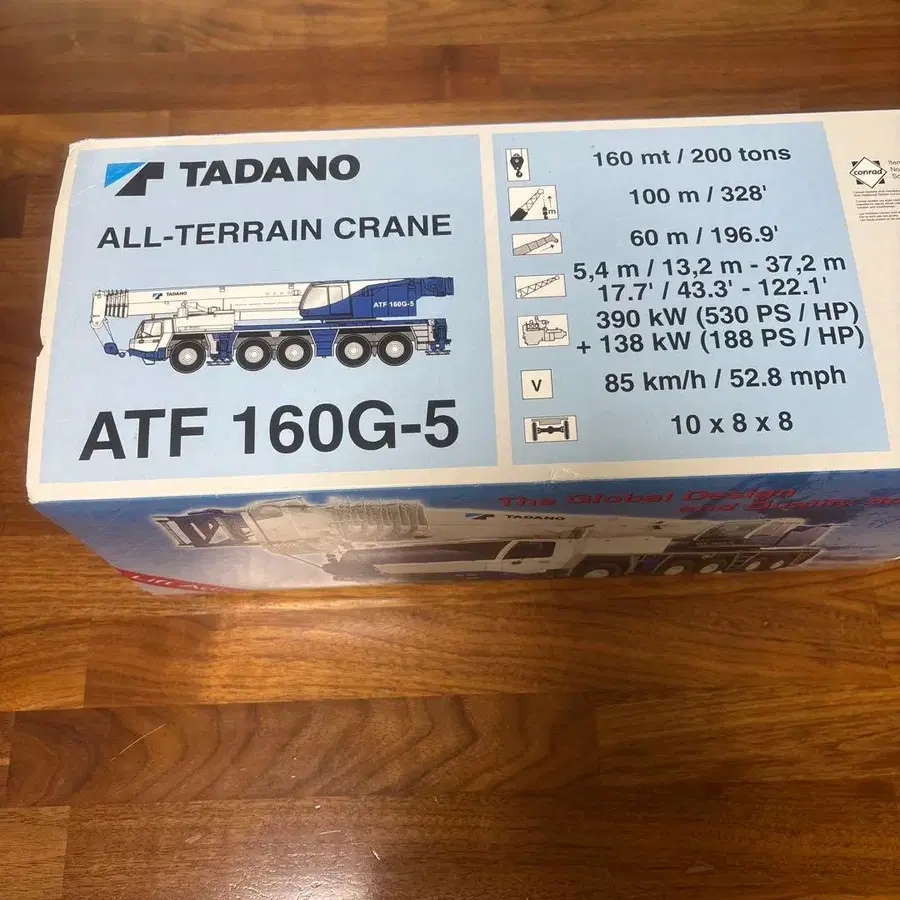 TADANO
ALL-TERRAIN CRANE
TADANO
ATF 160G-5
ATF 160G-5
160 mt / 200 tons
100 m / 328'
m
60 m / 196.9'
5,4 m / 13,2 m - 37,2 m
17.7' / 43.3' - 122.1'
390 kW (530 PS / HP)
+ 138 kW (188 PS / HP)
V
85 km/h / 52.8 mph
10 x 8 x 8
conrad
The Global Design
TADANO
and
Lift